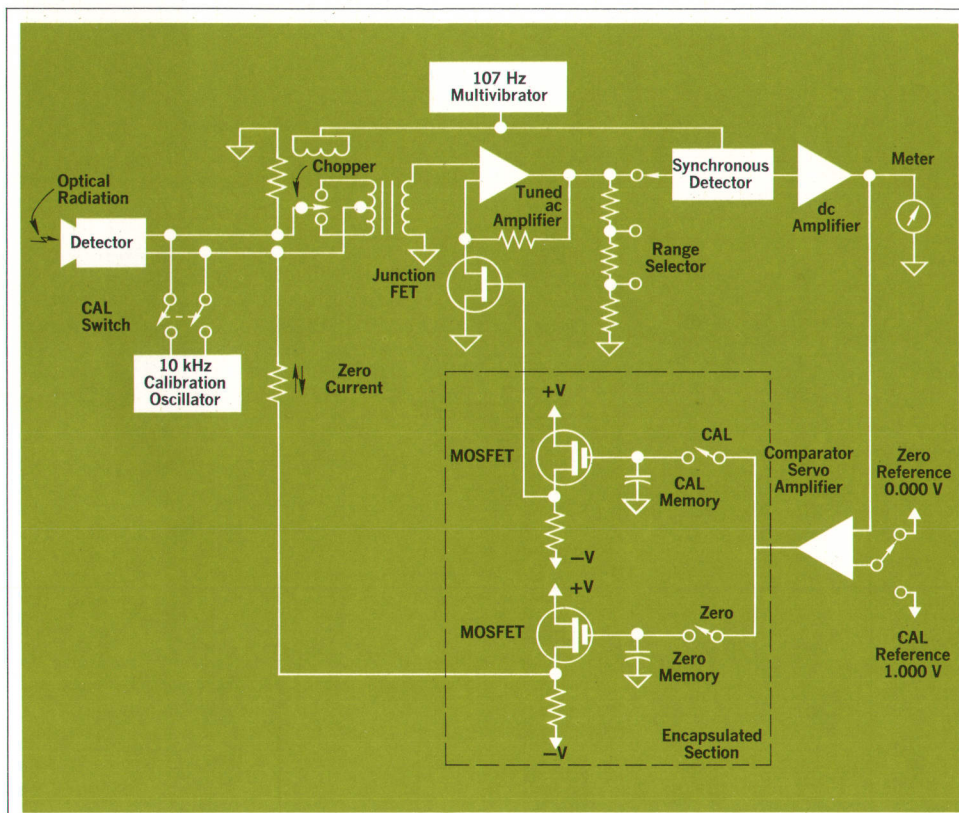 107 Hz
Multivibrator
Chopper
Optical
Radiation
Detector
Tuned
ac
Amplifier
Synchronous
Detector
dc
Amplifier
Meter
Junction
FET
Range
Selector
CAL
Switch
10 kHz
Calibration
Oscillator
Zero
Current
+V
MOSFET
CAL
CAL
Memory
−V
Comparator
Servo
Amplifier
Zero
Reference
0.000 V
+V
MOSFET
Zero
Zero
Memory
−V
CAL
Reference
1.000 V
Encapsulated
Section